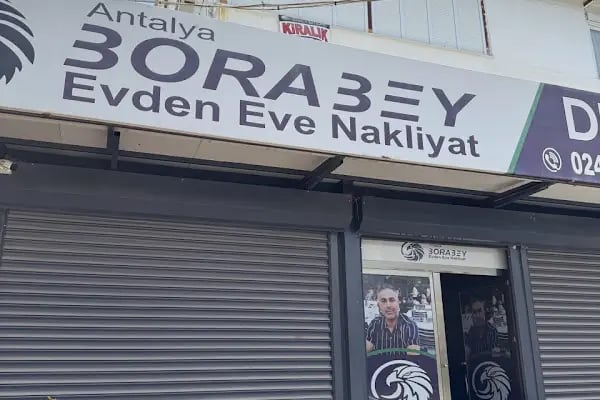 KİRALIK
Antalya
BORABEY
Evden Eve Nakliyat
BORABEY
Evden Eve Nakliyat